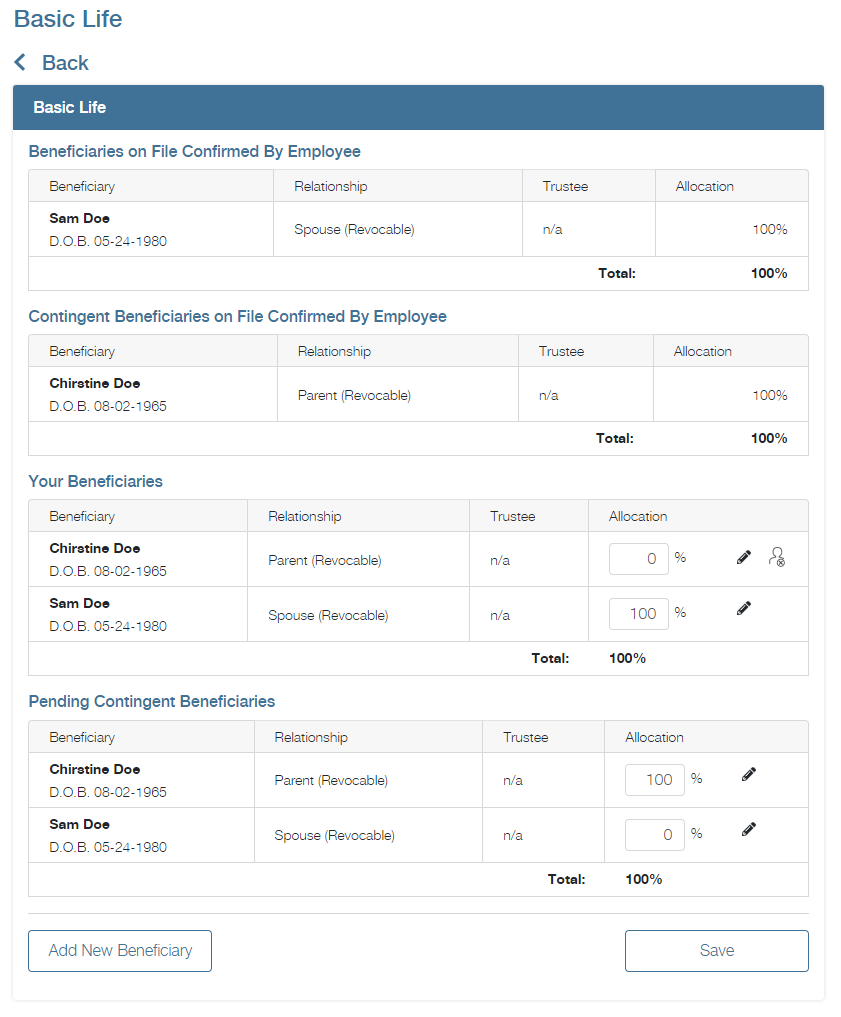 Basic Life
Back
Basic Life
Beneficiaries on File Confirmed By Employee
Beneficiary Relationship Trustee Allocation
Sam Doe
D.O.B. 05-24-1980
Spouse (Revocable) n/a 100%
Total: 100%
Contingent Beneficiaries on File Confirmed By Employee
Beneficiary Relationship Trustee Allocation
Chirstine Doe
D.O.B. 08-02-1965
Parent (Revocable) n/a 100%
Total: 100%
Your Beneficiaries
Beneficiary Relationship Trustee Allocation
Chirstine Doe
D.O.B. 08-02-1965
Parent (Revocable) n/a 0 %
Sam Doe
D.O.B. 05-24-1980
Spouse (Revocable) n/a 100 %
Total: 100%
Pending Contingent Beneficiaries
Beneficiary Relationship Trustee Allocation
Chirstine Doe
D.O.B. 08-02-1965
Parent (Revocable) n/a 100 %
Sam Doe
D.O.B. 05-24-1980
Spouse (Revocable) n/a 0 %
Total: 100%
Add New Beneficiary Save